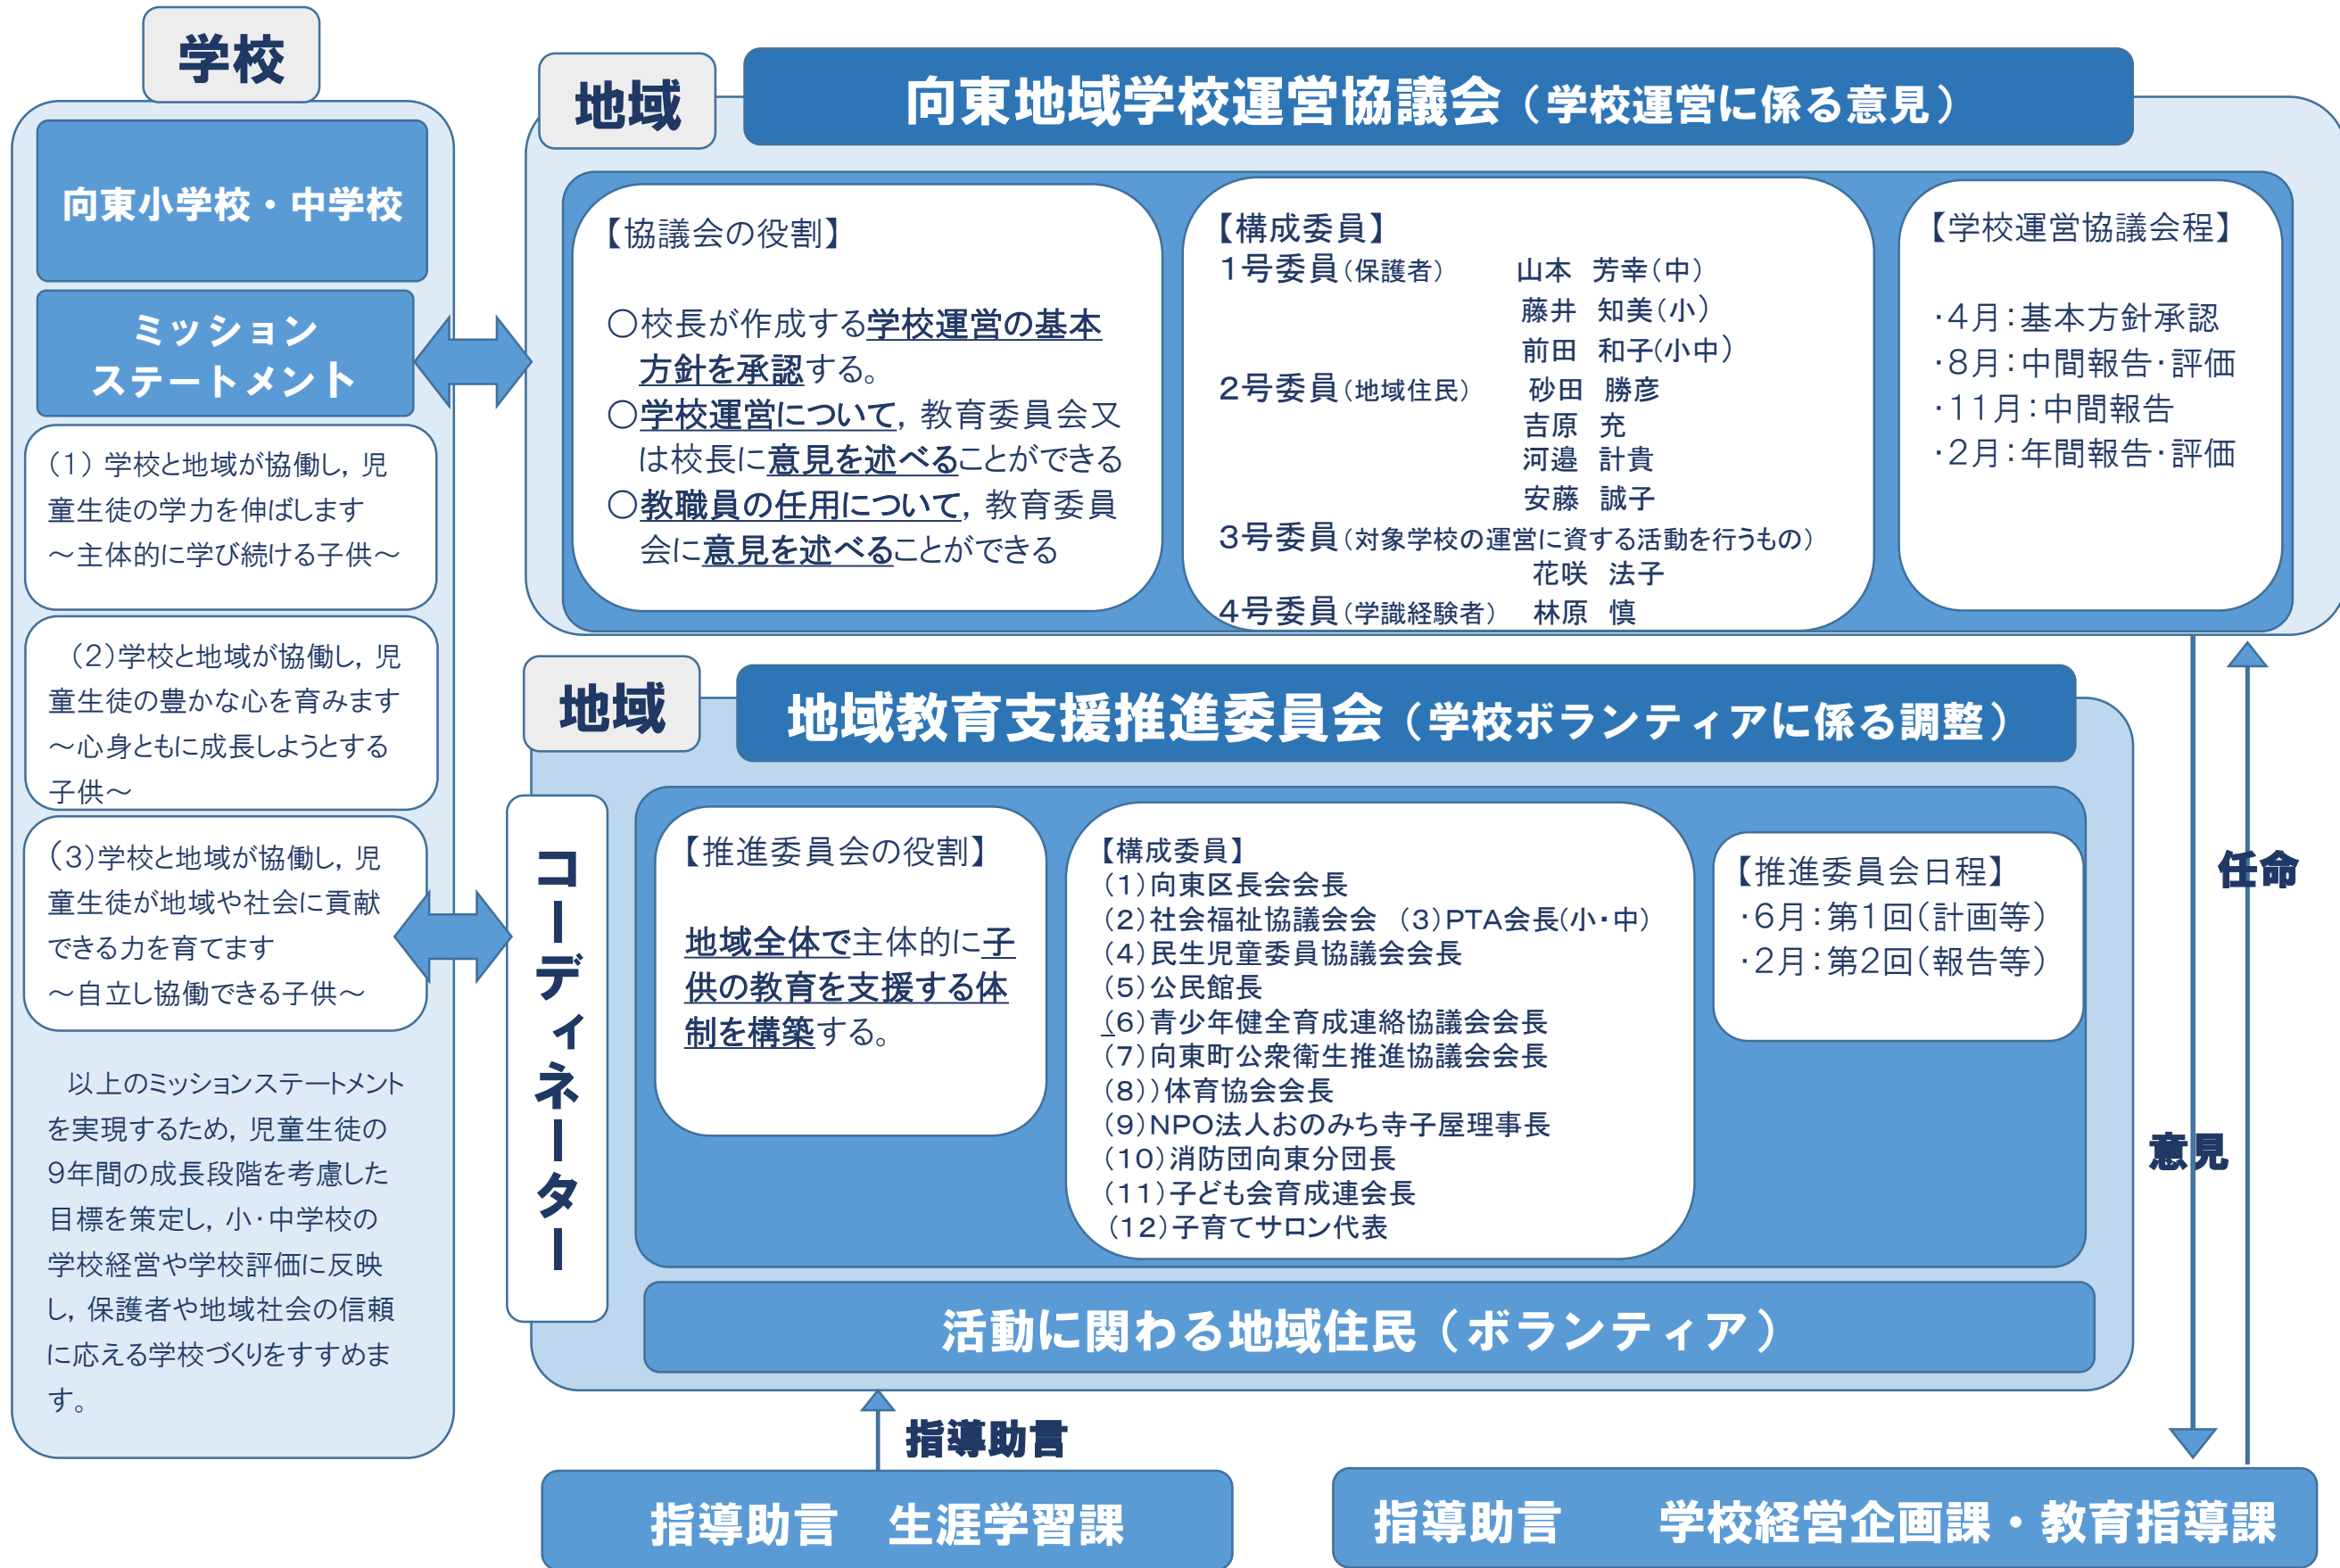 学校
向東小学校・中学校
ミッション
ステートメント
(1) 学校と地域が協働し，児
童生徒の学力を伸ばします
～主体的に学び続ける子供～
(2)学校と地域が協働し，児
童生徒の豊かな心を育みます
～心身ともに成長しようとする
子供～
(3)学校と地域が協働し，児
童生徒が地域や社会に貢献
できる力を育てます
～自立し協働できる子供～
以上のミッションステートメント
を実現するため，児童生徒の
9年間の成長段階を考慮した
目標を策定し，小・中学校の
学校経営や学校評価に反映
し，保護者や地域社会の信頼
に応える学校づくりをすすめま
す。
地域
向東地域学校運営協議会（学校運営に係る意見）
【協議会の役割】
○校長が作成する学校運営の基本
方針を承認する。
○学校運営について，教育委員会又
は校長に意見を述べることができる
○教職員の任用について，教育委員
会に意見を述べることができる
【構成委員】
1号委員（保護者）　山本　芳幸(中)
藤井　知美(小)
前田　和子(小中)
2号委員（地域住民）　砂田　勝彦
吉原　充
河邉　計貴
安藤　誠子
3号委員（対象学校の運営に資する活動を行うもの）
花咲　法子
4号委員（学識経験者）　林原　慎
【学校運営協議会程】
・4月：基本方針承認
・8月：中間報告・評価
・11月：中間報告
・2月：年間報告・評価
地域
地域教育支援推進委員会（学校ボランティアに係る調整）
コーディネーター
【推進委員会の役割】
地域全体で主体的に子
供の教育を支援する体
制を構築する。
【構成委員】
(1)向東区長会会長
(2)社会福祉協議会会　(3)PTA会長(小・中)
(4)民生児童委員協議会会長
(5)公民館長
(6)青少年健全育成連絡協議会会長
(7)向東町公衆衛生推進協議会会長
(8))体育協会会長
(9)NPO法人おのみち寺子屋理事長
(10)消防団向東分団長
(11)子ども会育成連会長
(12)子育てサロン代表
【推進委員会日程】
・6月：第1回(計画等)
・2月：第2回(報告等)
活動に関わる地域住民（ボランティア）
任命
意見
指導助言
指導助言　生涯学習課
指導助言　　学校経営企画課・教育指導課